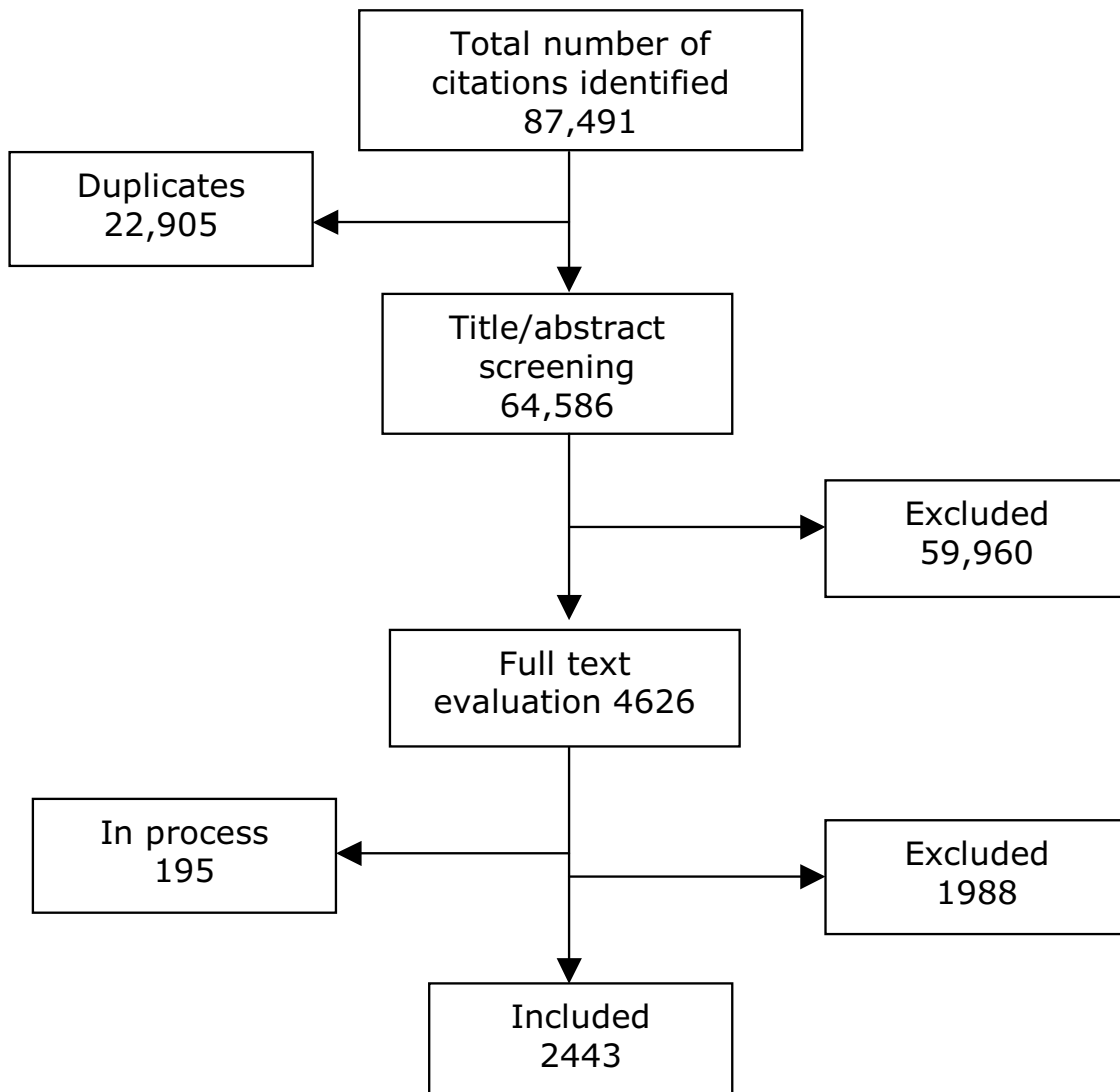 Total number of
citations identified
87,491
Duplicates
22,905
Title/abstract
screening
64,586
Excluded
59,960
Full text
evaluation 4626
In process
195
Excluded
1988
Included
2443